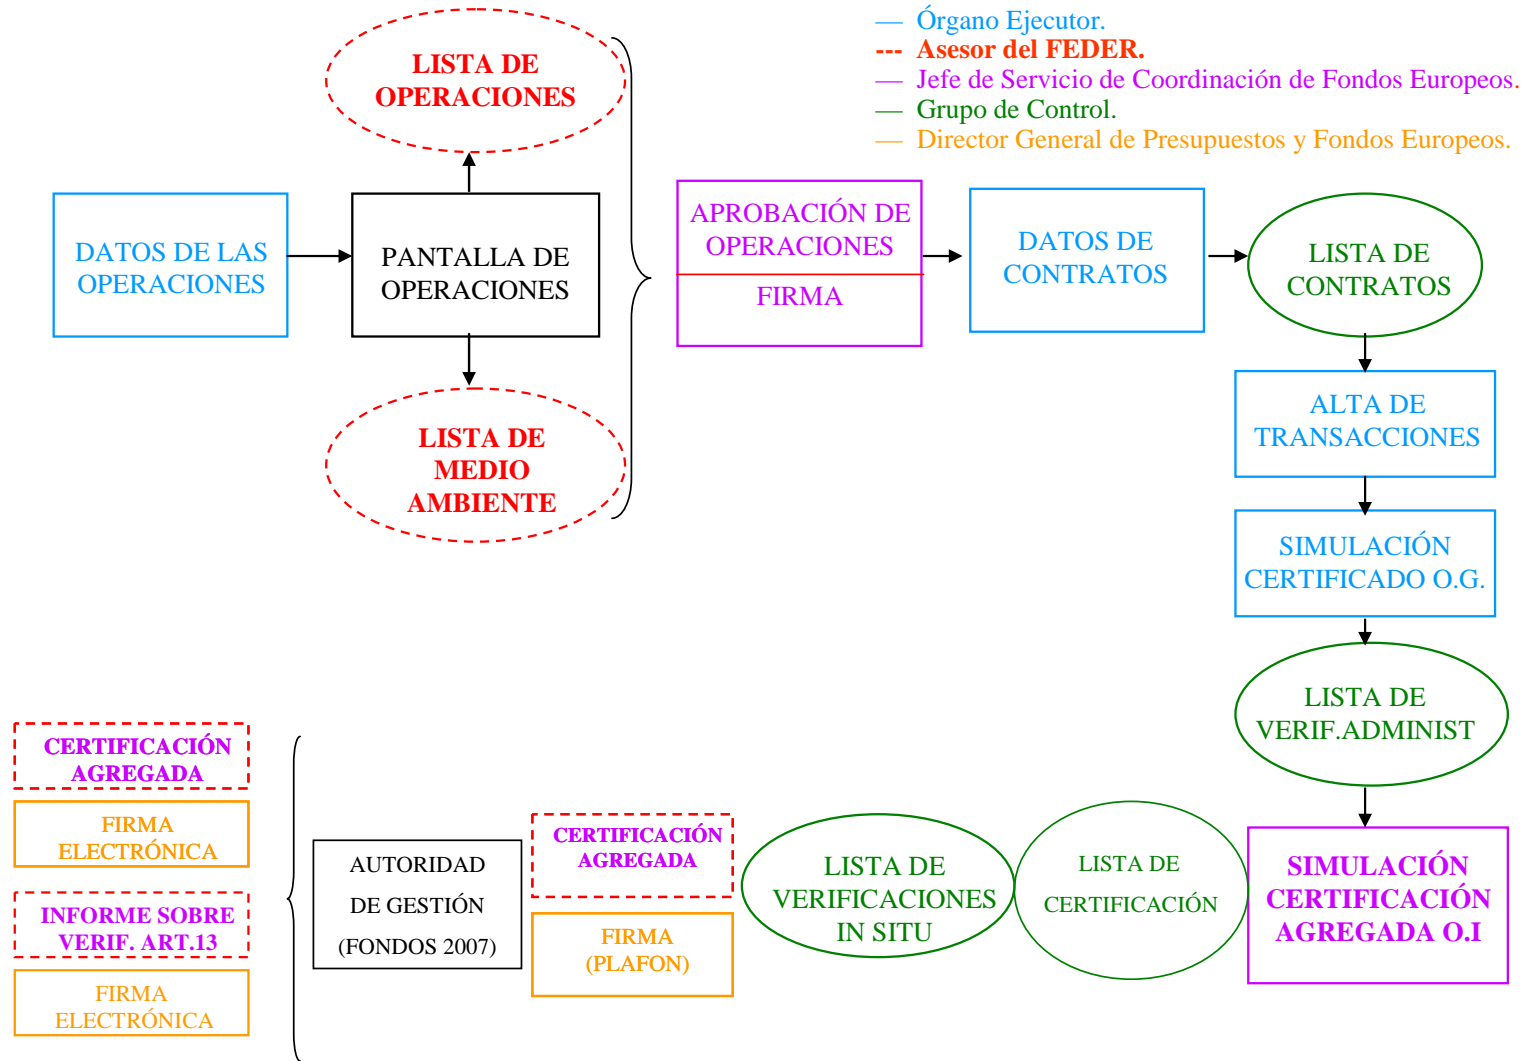 — Órgano Ejecutor.
--- Asesor del FEDER.
— Jefe de Servicio de Coordinación de Fondos Europeos.
— Grupo de Control.
— Director General de Presupuestos y Fondos Europeos.
LISTA DE
OPERACIONES
DATOS DE LAS
OPERACIONES
PANTALLA DE
OPERACIONES
LISTA DE
MEDIO
AMBIENTE
APROBACIÓN DE
OPERACIONES
FIRMA
DATOS DE
CONTRATOS
LISTA DE
CONTRATOS
ALTA DE
TRANSACCIONES
SIMULACIÓN
CERTIFICADO O.G.
LISTA DE
VERIF.ADMINIST
SIMULACIÓN
CERTIFICACIÓN
AGREGADA O.I
LISTA DE
CERTIFICACIÓN
LISTA DE
VERIFICACIONES
IN SITU
CERTIFICACIÓN
AGREGADA
FIRMA
(PLAFON)
AUTORIDAD
DE GESTIÓN
(FONDOS 2007)
CERTIFICACIÓN
AGREGADA
FIRMA
ELECTRÓNICA
INFORME SOBRE
VERIF. ART.13
FIRMA
ELECTRÓNICA